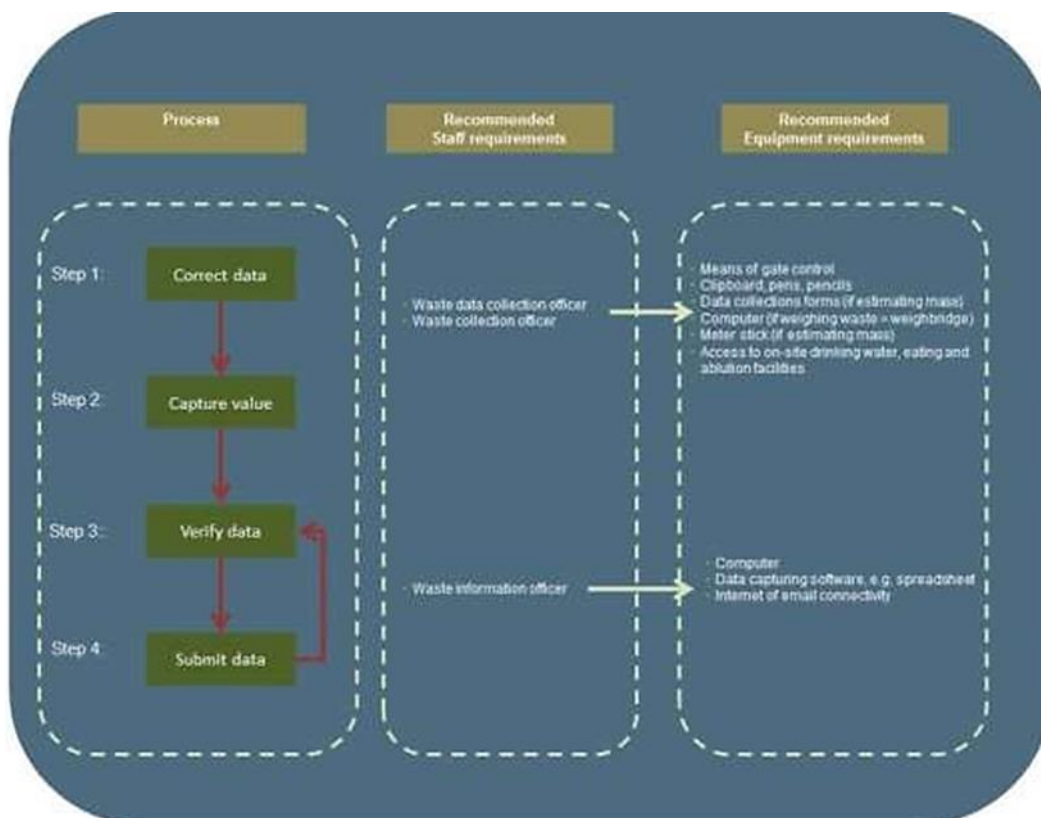 Process
Recommended
Staff requirements
Recommended
Equipment requirements
Step 1:
Correct data
Step 2:
Capture value
Step 3::
Verify data
Step 4:
Submit data
· Waste data collection officer
· Waste collection officer
· Waste information officer
· Means of gate control
· Clipboard, pens, pencils
· Data collections forms (if estimating mass)
· Computer (if weighing waste = weighbridge)
· Meter stick (if estimating mass)
· Access to on-site drinking water, eating and
ablution facilities
· Computer
· Data capturing software, e.g. spreadsheet
· Internet of email connectivity